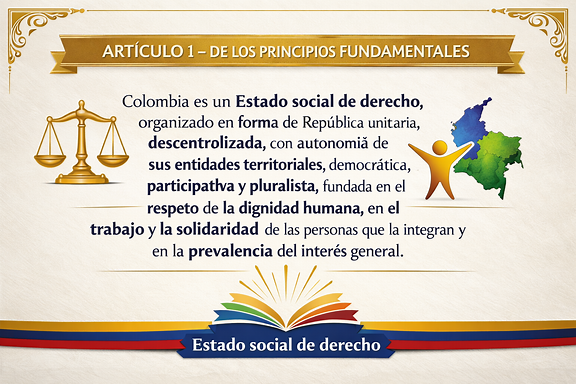 ARTÍCULO 1 – DE LOS PRINCIPIOS FUNDAMENTALES
Colombia es un Estado social de derecho,
organizado en forma de República unitaria,
descentrolizada, con autonomiă de
sus entidades territoriales, democrática,
participatva y pluralista, fundada en el
respeto de la dignidad humana, en el
trabajo y la solidaridad de las personas que la integran y
en la prevalencia del interés general.
Estado social de derecho